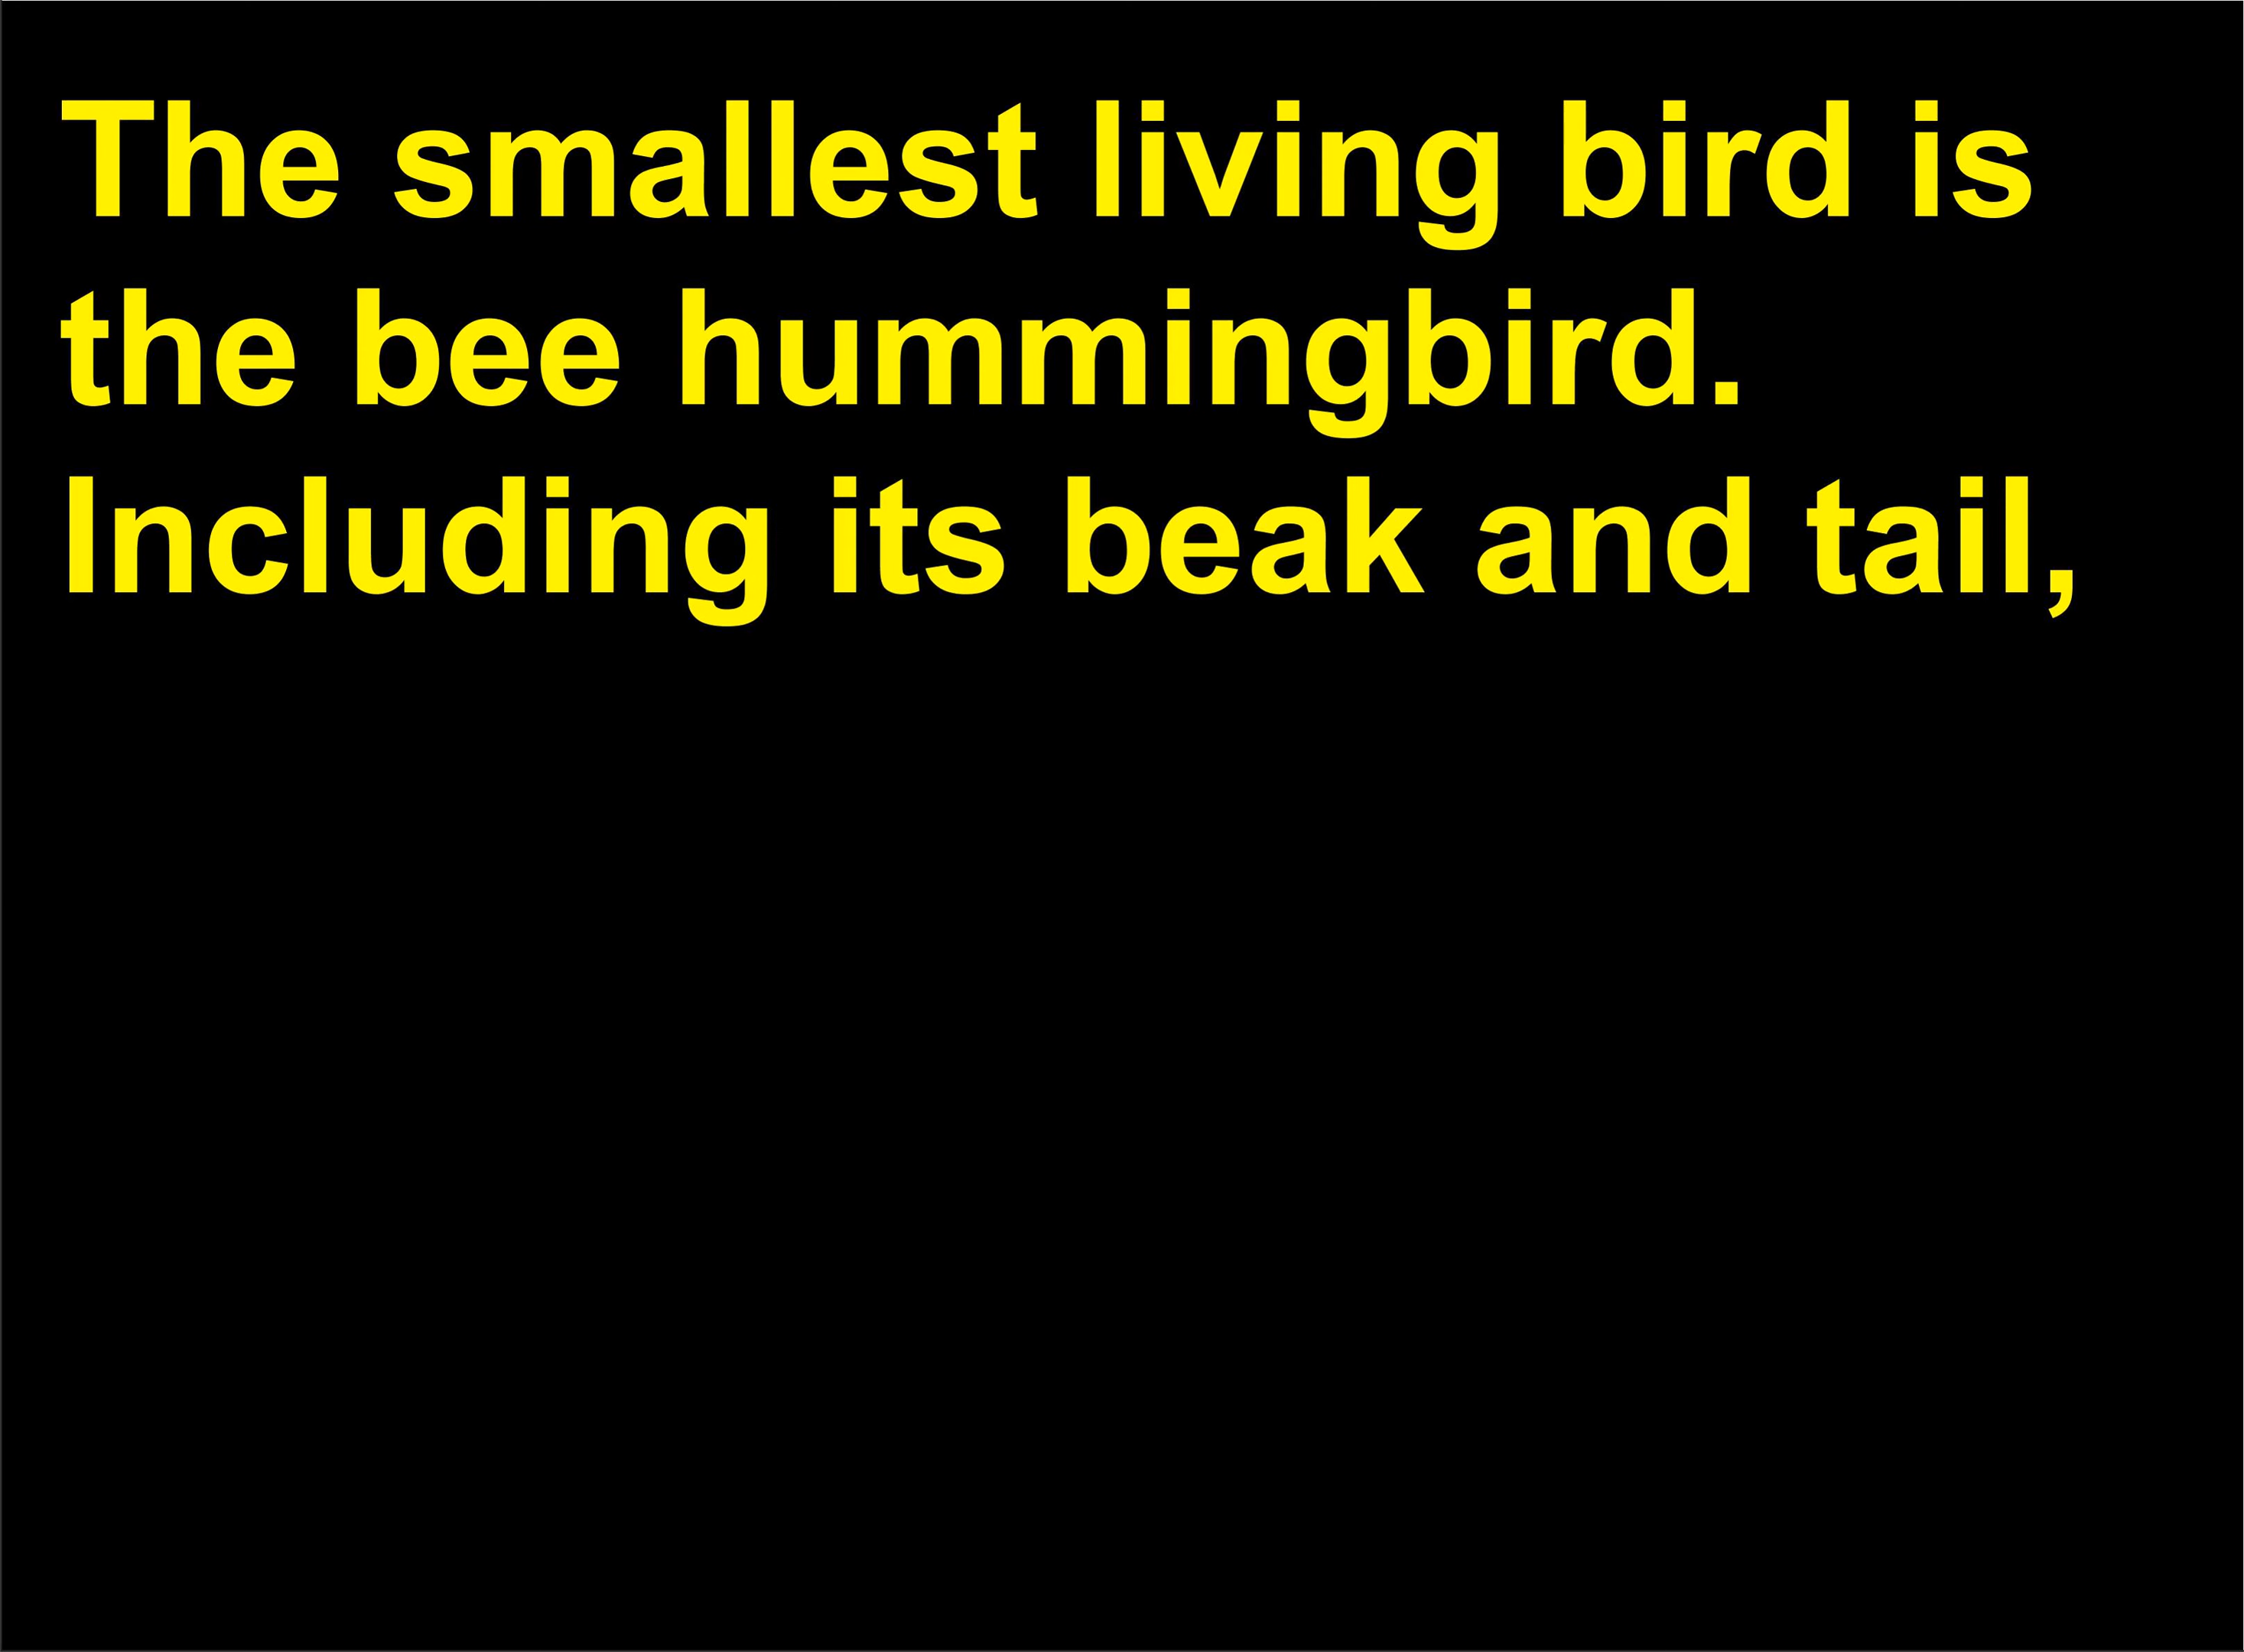 The smallest living bird is
the bee hummingbird.
Including its beak and tail,